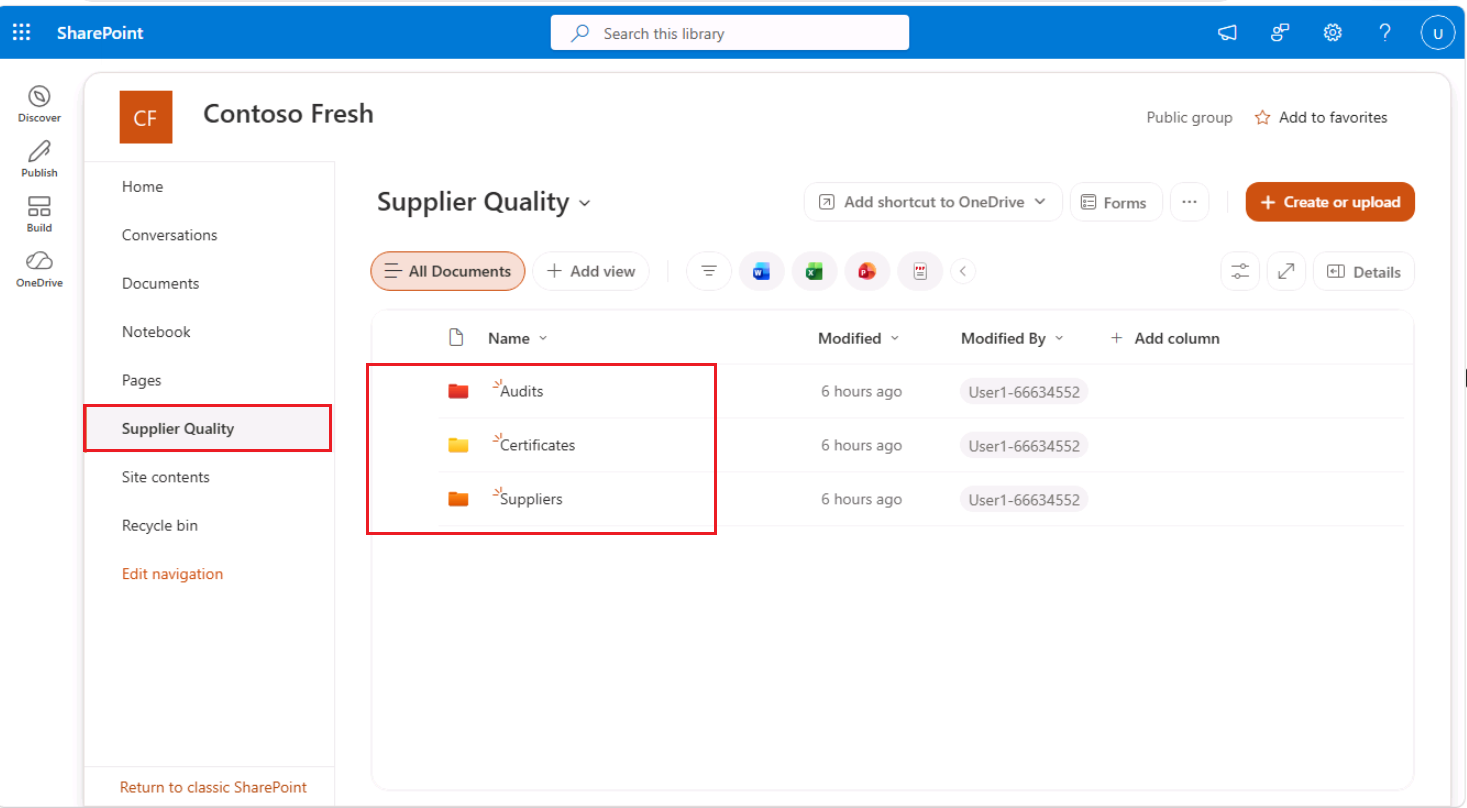 SharePoint
Search this library
U
Discover
Publish
Build
OneDrive
CF
Contoso Fresh
Public group
Add to favorites
Home
Conversations
Documents
Notebook
Pages
Supplier Quality
Site contents
Recycle bin
Edit navigation
Return to classic SharePoint
Supplier Quality
Add shortcut to OneDrive
Forms
...
+ Create or upload
All Documents
+ Add view
Details
Name
Modified
Modified By
+ Add column
Audits
6 hours ago
User1-66634552
Certificates
6 hours ago
User1-66634552
Suppliers
6 hours ago
User1-66634552